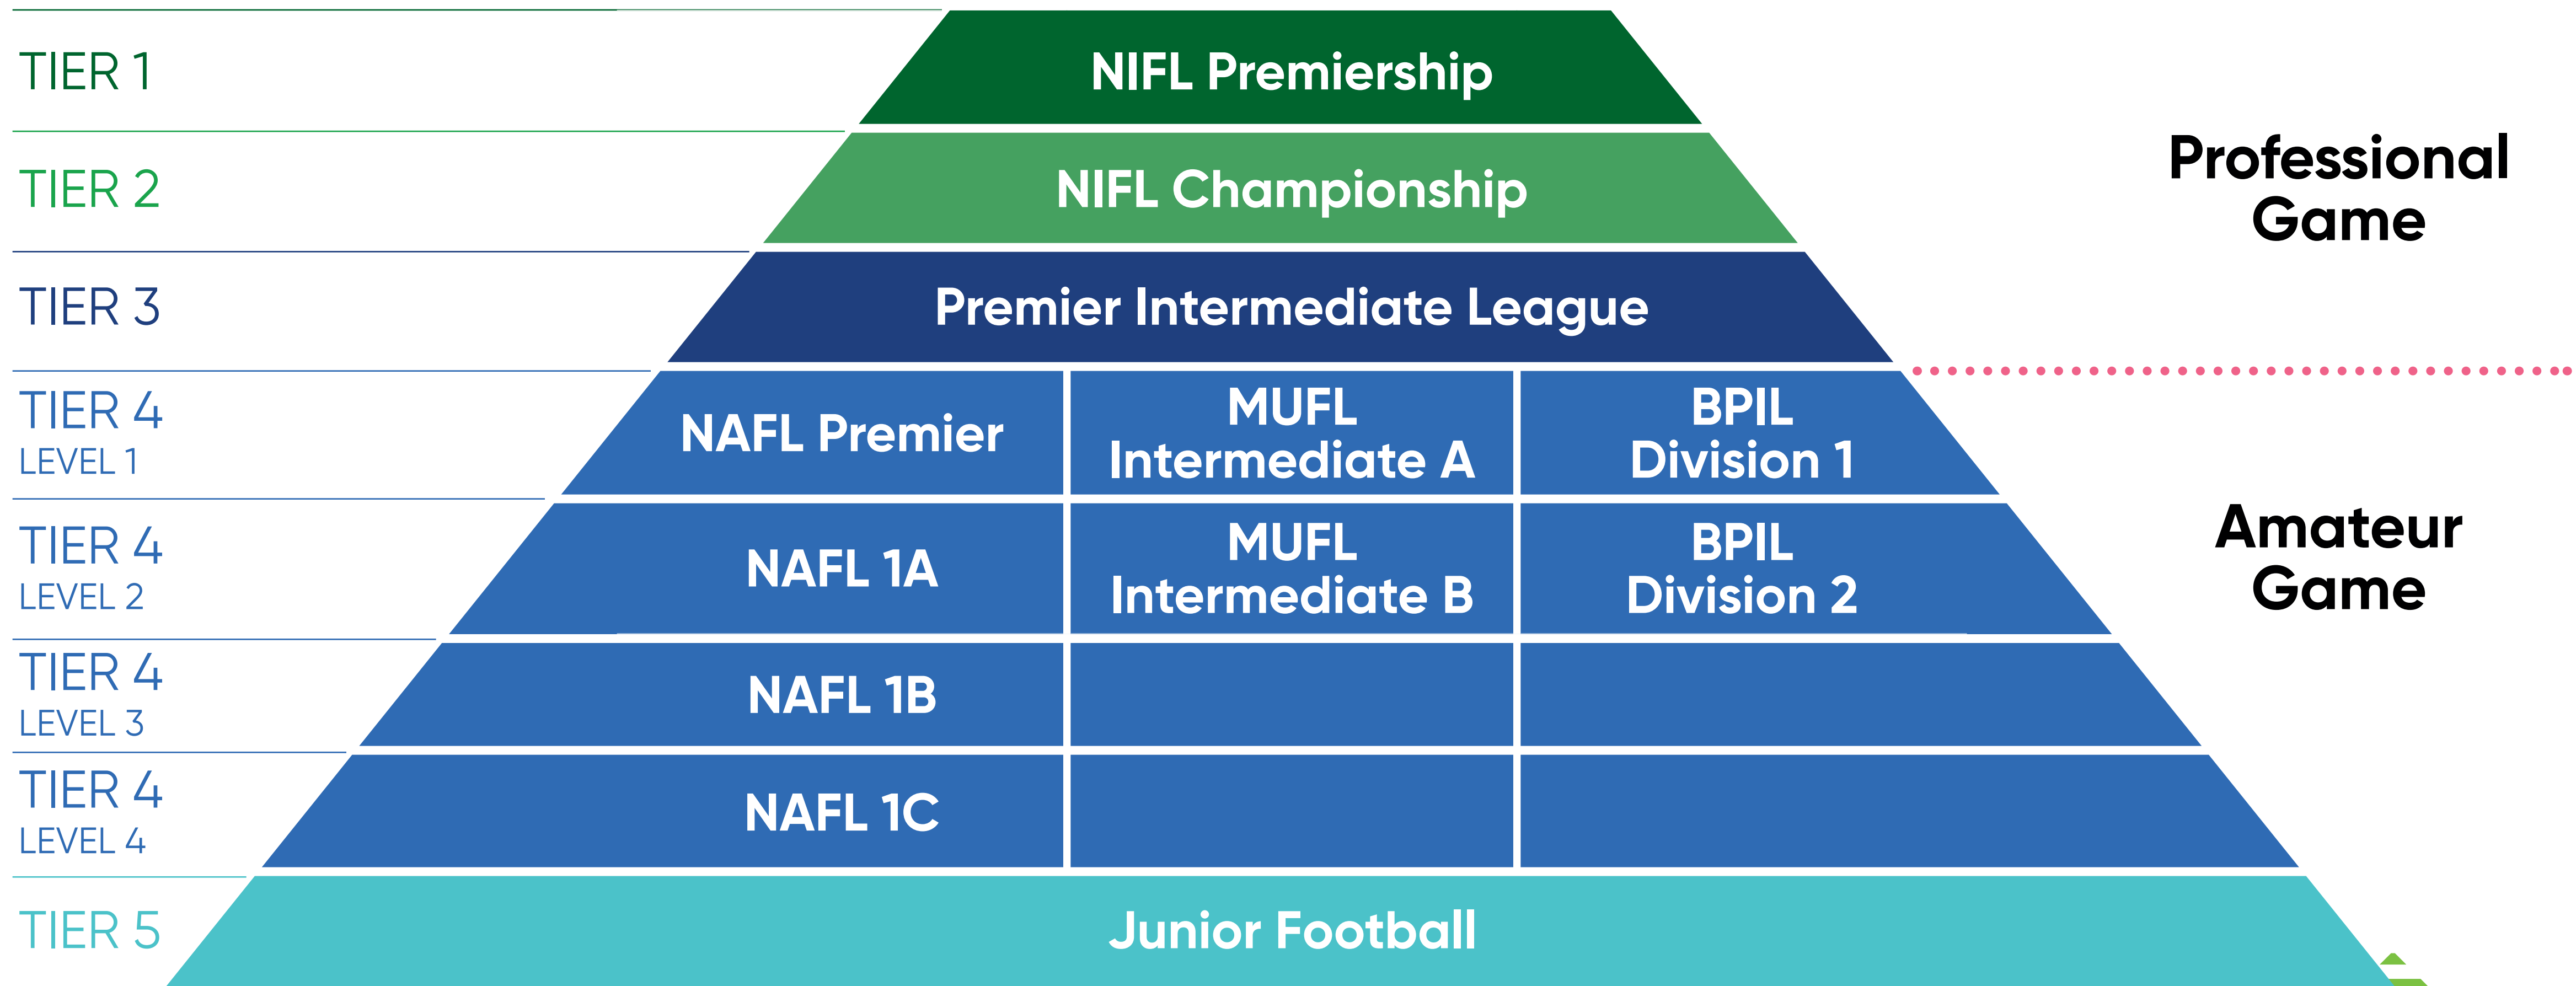 TIER 1
NIFL Premiership
TIER 2
NIFL Championship
Professional
Game
TIER 3
Premier Intermediate League
TIER 4
LEVEL 1
NAFL Premier
MUFL
Intermediate A
BPIL
Division 1
TIER 4
LEVEL 2
NAFL 1A
MUFL
Intermediate B
BPIL
Division 2
Amateur
Game
TIER 4
LEVEL 3
NAFL 1B
TIER 4
LEVEL 4
NAFL 1C
TIER 5
Junior Football